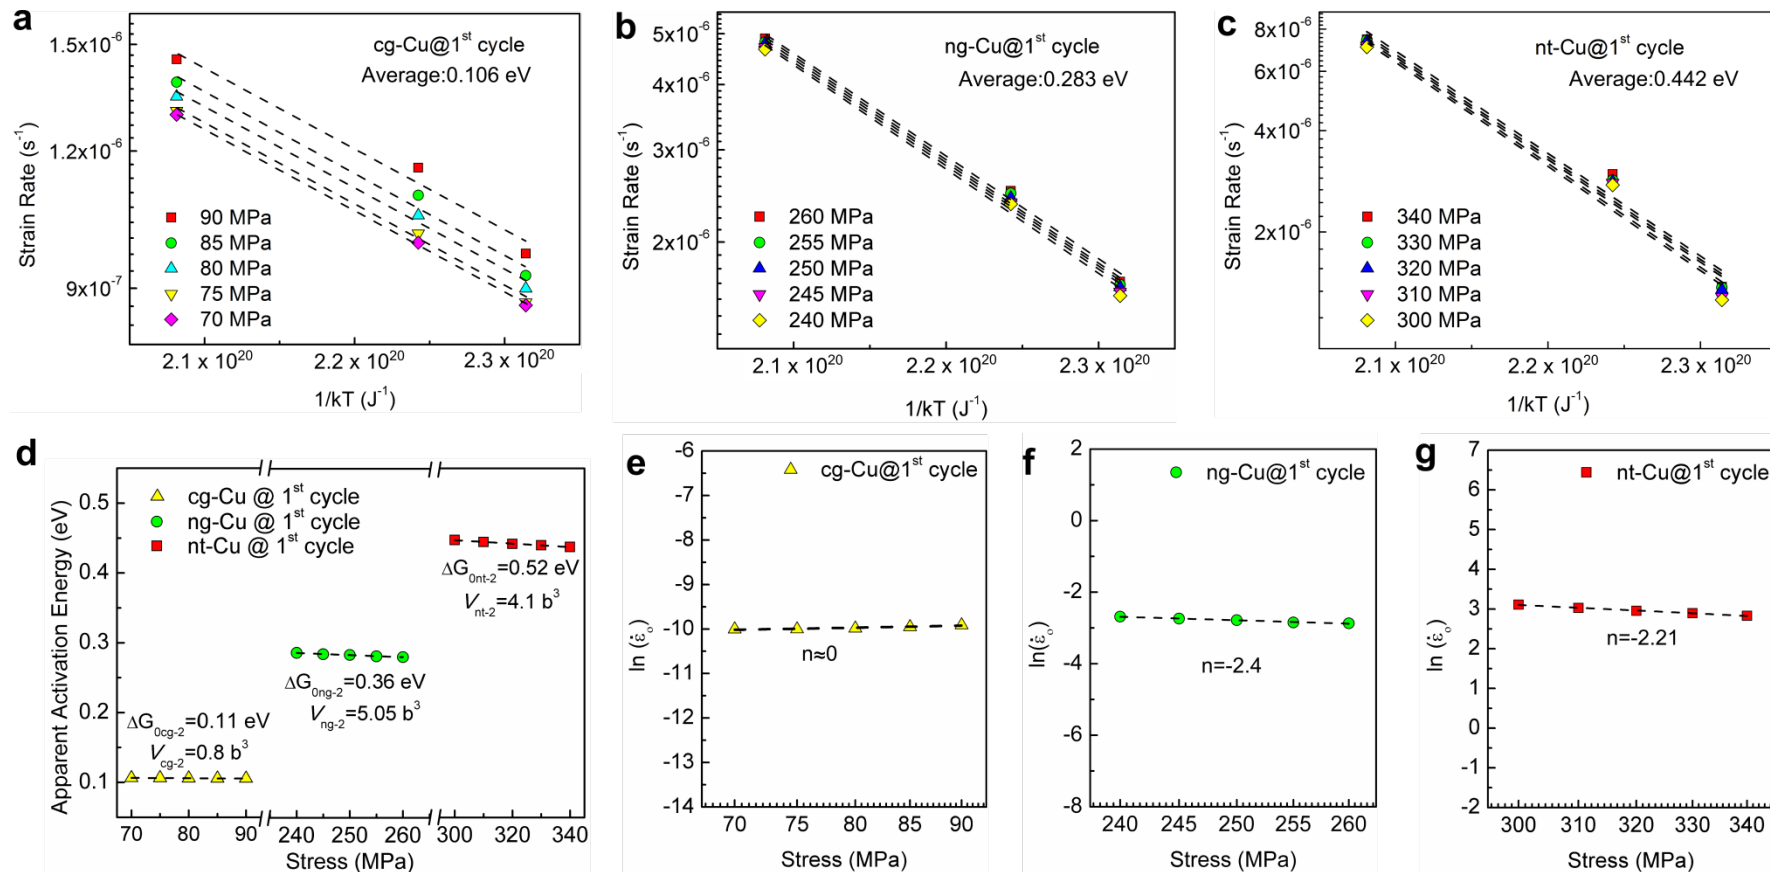 a
cg-Cu@1st cycle
Average:0.106 eV
1.5x10-6
1.2x10-6
9x10-7
Strain Rate (s-1)
90 MPa
85 MPa
80 MPa
75 MPa
70 MPa
2.1 x 1020
2.2 x 1020
2.3 x 1020
1/kT (J-1)
b
ng-Cu@1st cycle
Average:0.283 eV
5x10-6
4x10-6
3x10-6
2x10-6
Strain Rate (s-1)
260 MPa
255 MPa
250 MPa
245 MPa
240 MPa
2.1 x 1020
2.2 x 1020
2.3 x 1020
1/kT (J-1)
c
nt-Cu@1st cycle
Average:0.442 eV
8x10-6
6x10-6
4x10-6
2x10-6
Strain Rate (s-1)
340 MPa
330 MPa
320 MPa
310 MPa
300 MPa
2.1 x 1020
2.2 x 1020
2.3 x 1020
1/kT (J-1)
d
cg-Cu @ 1st cycle
ng-Cu @ 1st cycle
nt-Cu @ 1st cycle
ΔG0nt-2=0.52 eV
Vnt-2=4.1 b3
ΔG0ng-2=0.36 eV
Vng-2=5.05 b3
ΔG0cg-2=0.11 eV
Vcg-2=0.8 b3
0.5
0.4
0.3
0.2
0.1
Apparent Activation Energy (eV)
70 80 90 240 250 260 300 320 340
Stress (MPa)
e
cg-Cu@1st cycle
-6
-7
-8
-9
-10
-11
-12
-13
-14
ln (ε̇o)
n≈0
70 75 80 85 90
Stress (MPa)
f
ng-Cu@1st cycle
2
0
-2
-4
-6
-8
ln(ε̇o)
n=-2.4
240 245 250 255 260
Stress (MPa)
g
nt-Cu@1st cycle
7
6
5
4
3
2
1
0
-1
-2
ln (ε̇o)
n=-2.21
300 310 320 330 340
Stress (MPa)